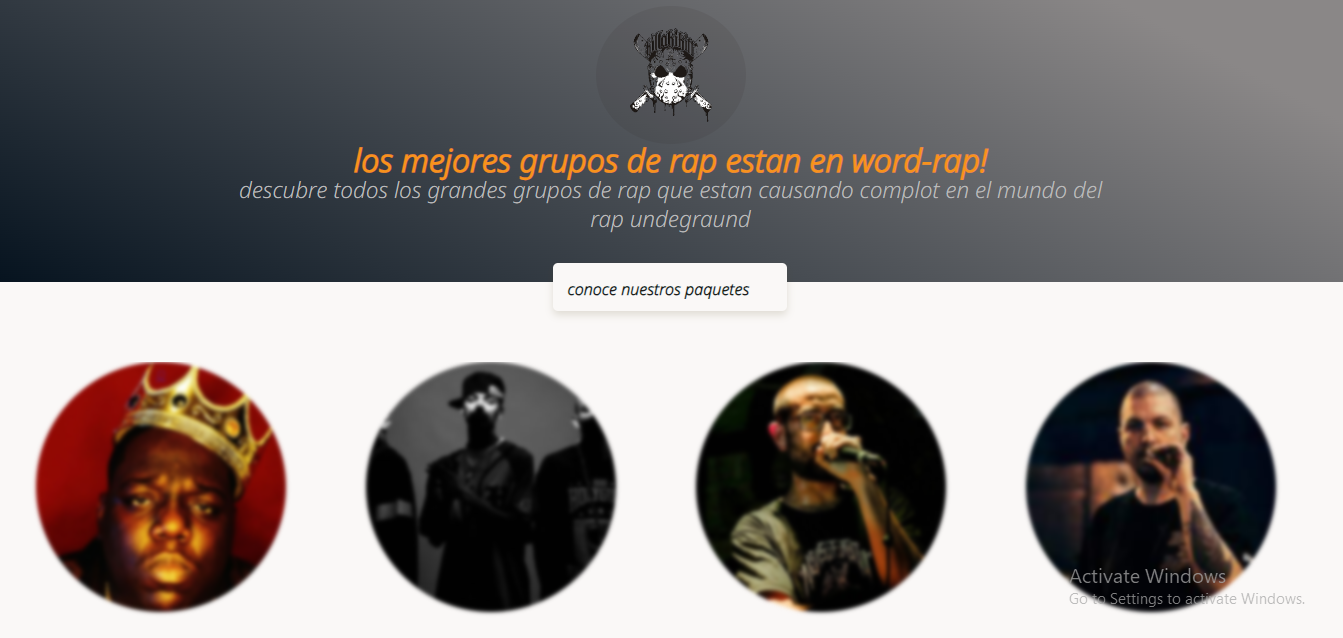 los mejores grupos de rap estan en word-rap!
descubre todos los grandes grupos de rap que estan causando complot en el mundo del
rap undegraund
conoce nuestros paquetes
Activate Windows
Go to Settings to activate Windows.